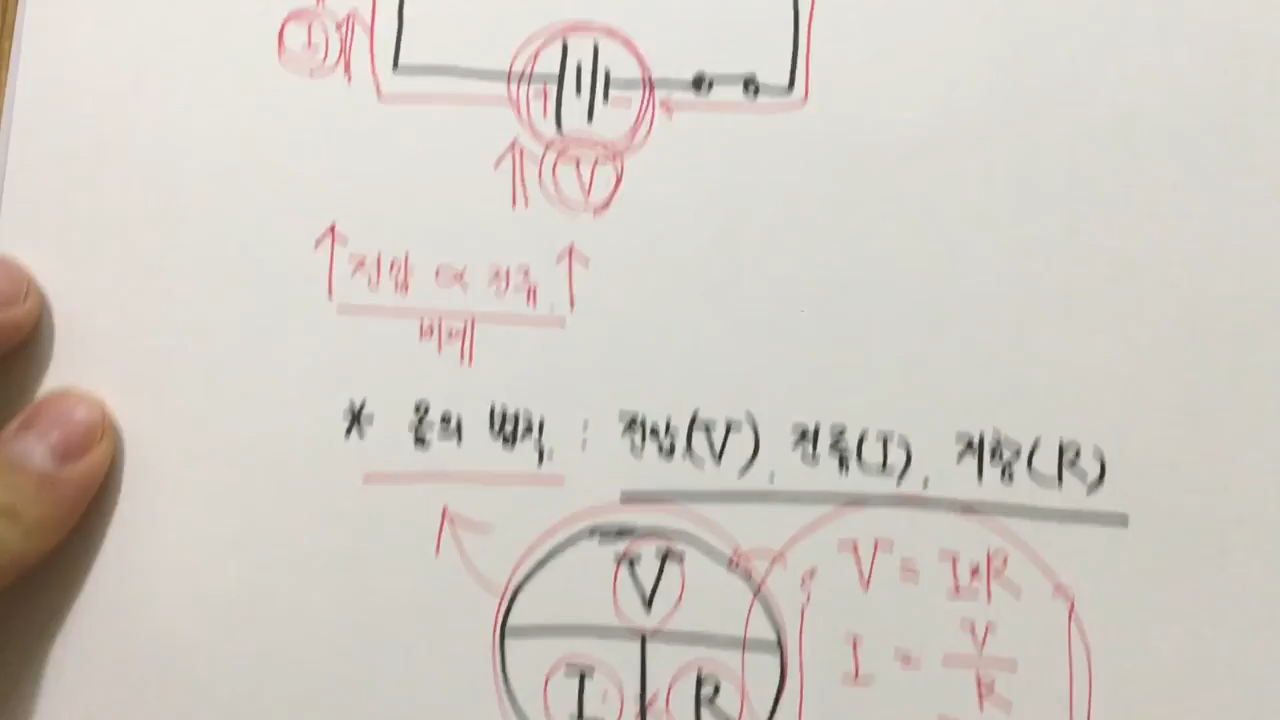 I
V
전압 ∝ 전류
비례
* 옴의 법칙 : 전압(V), 전류(I), 저항(R)
V
I R
V = I×R
I = V/R